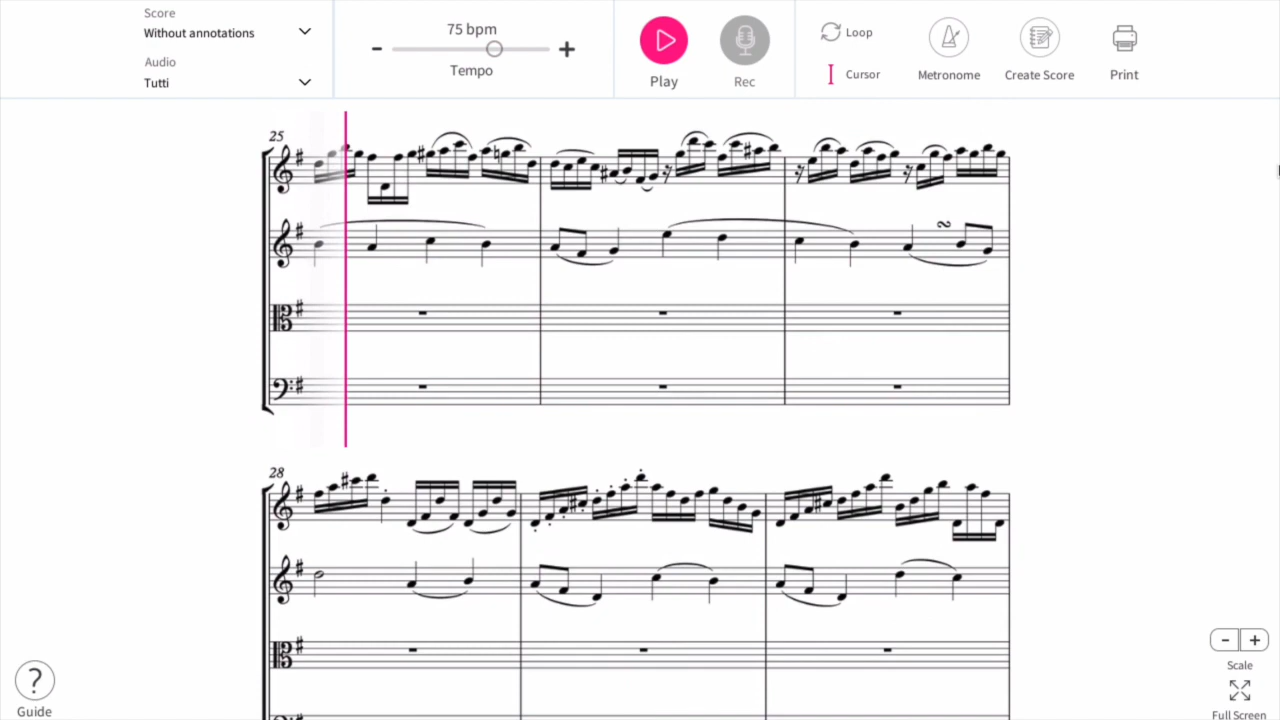 Score
Without annotations
Audio
Tutti
75 bpm
Tempo
Play
Rec
Loop
Cursor
Metronome
Create Score
Print
25
28
Scale
Full Screen
Guide